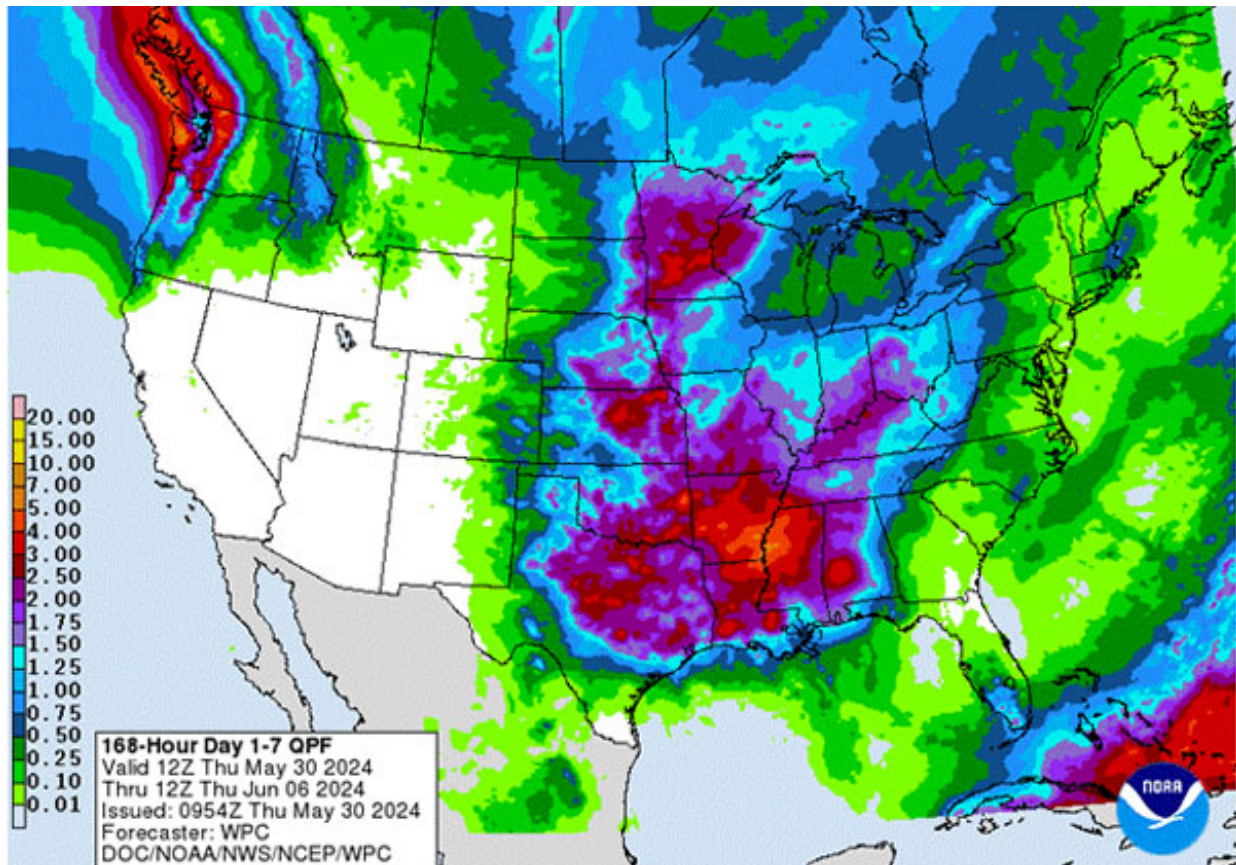 20.00
15.00
10.00
7.00
5.00
4.00
3.00
2.50
2.00
1.75
1.50
1.25
1.00
0.75
0.50
0.25
0.10
0.01
168-Hour Day 1-7 QPF
Valid 12Z Thu May 30 2024
Thru 12Z Thu Jun 06 2024
Issued: 0954Z Thu May 30 2024
Forecaster: WPC
DOC/NOAA/NWS/NCEP/WPC
NOAA